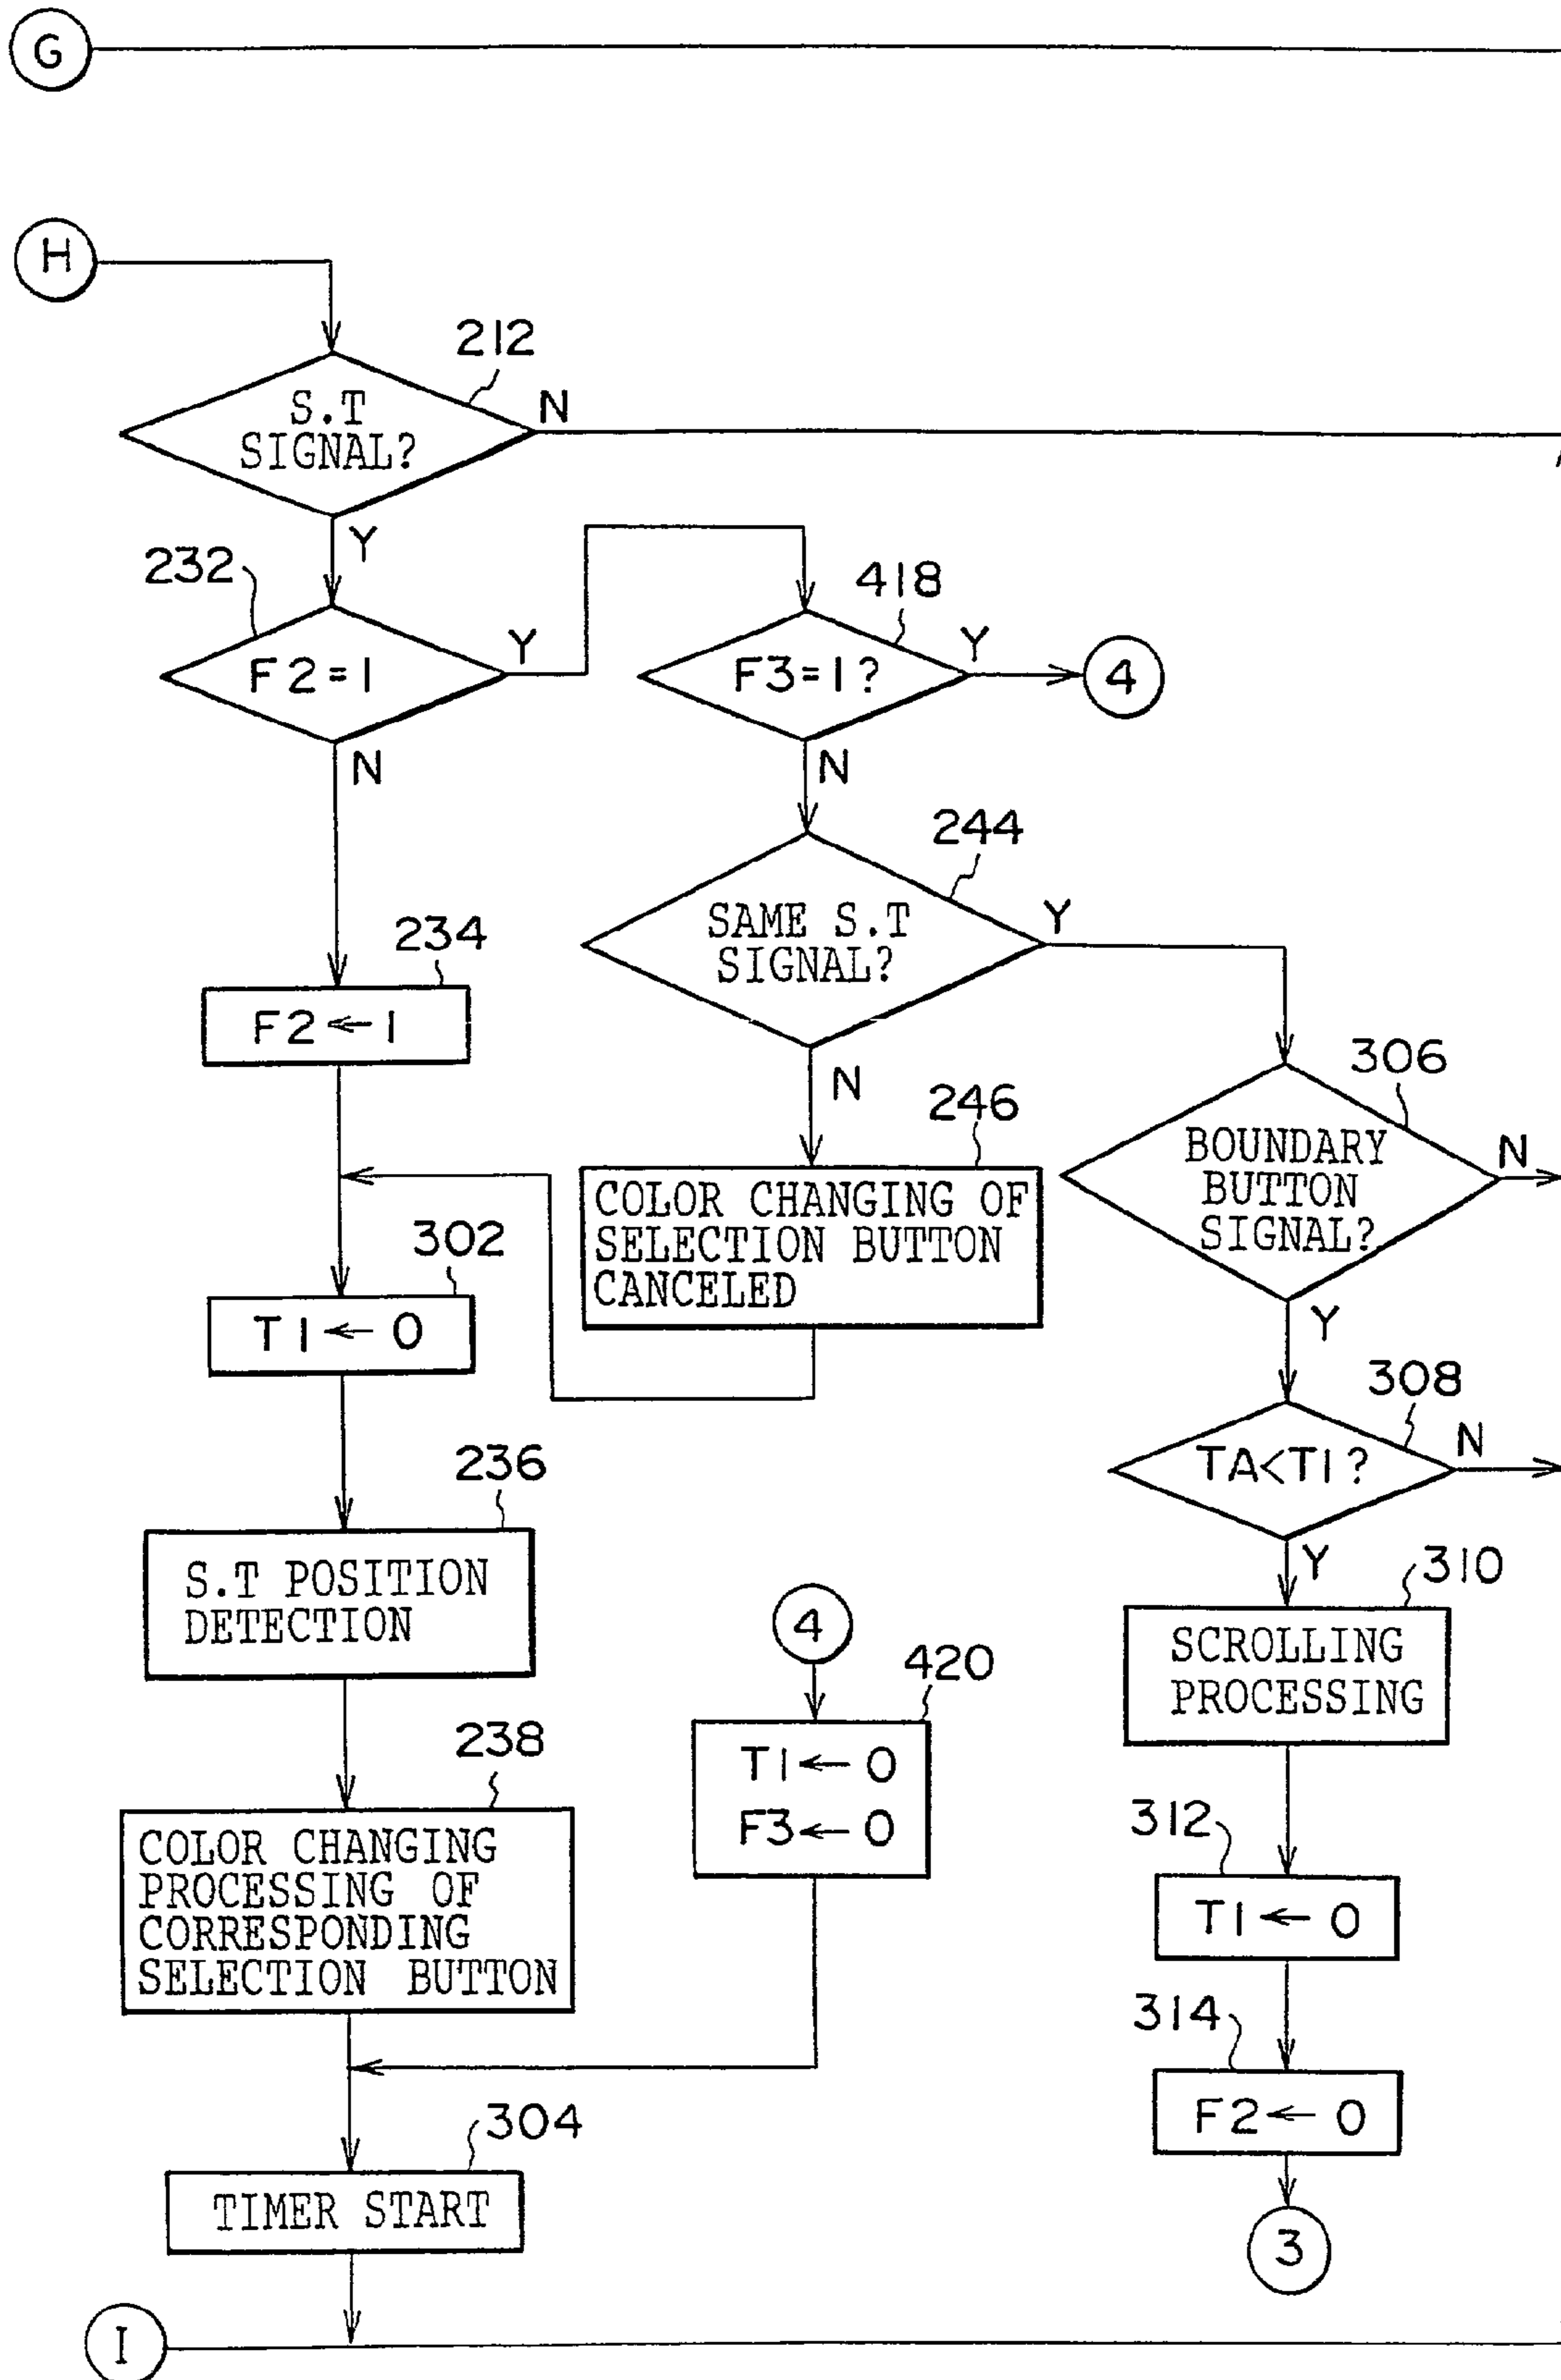 G
H
212
S.T
SIGNAL?
N
Y
232
F2=1
Y
N
418
F3=1?
Y
4
N
244
SAME S.T
SIGNAL?
Y
N
234
F2←1
246
COLOR CHANGING OF
SELECTION BUTTON
CANCELED
306
BOUNDARY
BUTTON
SIGNAL?
N
Y
302
T1←0
308
TA<T1?
N
Y
236
S.T POSITION
DETECTION
310
SCROLLING
PROCESSING
4
420
T1←0
F3←0
238
COLOR CHANGING
PROCESSING OF
CORRESPONDING
SELECTION BUTTON
312
T1←0
314
F2←0
3
304
TIMER START
I